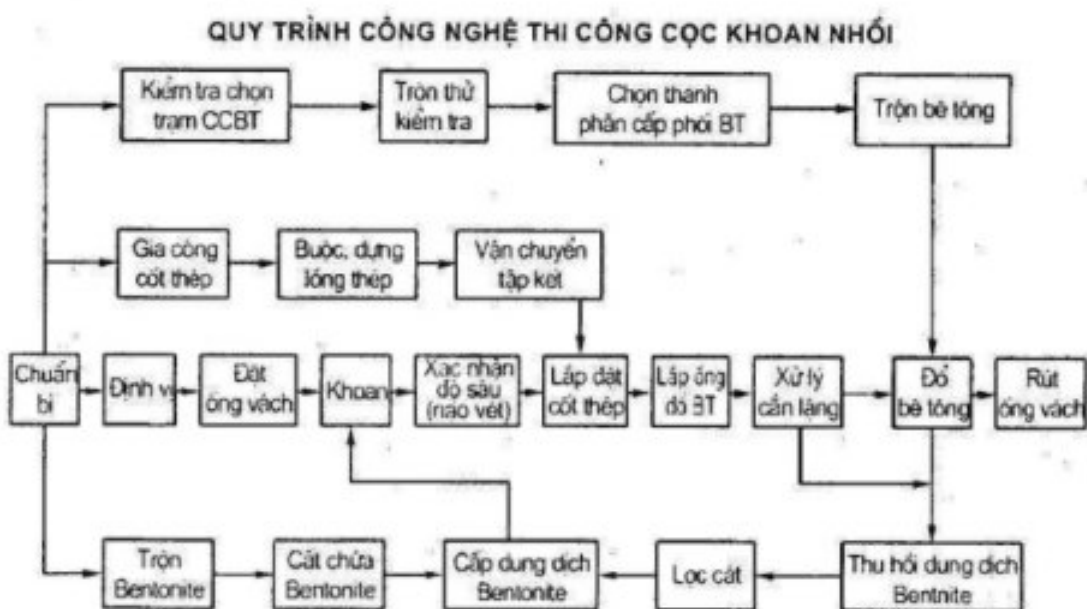 QUY TRÌNH CÔNG NGHỆ THI CÔNG CỌC KHOAN NHỒI
Kiểm tra chọn
trạm CCBT
Trộn thử
kiểm tra
Chọn thanh
phân cấp phối BT
Trộn bê tông
Gia công
cốt thép
Buộc, dựng
lồng thép
Vận chuyển
tập kết
Chuẩn
bị
Định vị
Đặt
ống vách
Khoan
Xác nhận
độ sâu
(nạo vét)
Lắp đặt
cốt thép
Lắp ống
đổ BT
Xử lý
cặn lắng
Đổ
bê tông
Rút
ống vách
Trộn
Bentonite
Cất chứa
Bentonite
Cấp dung dịch
Bentonite
Lọc cát
Thu hồi dung dịch
Bentnite